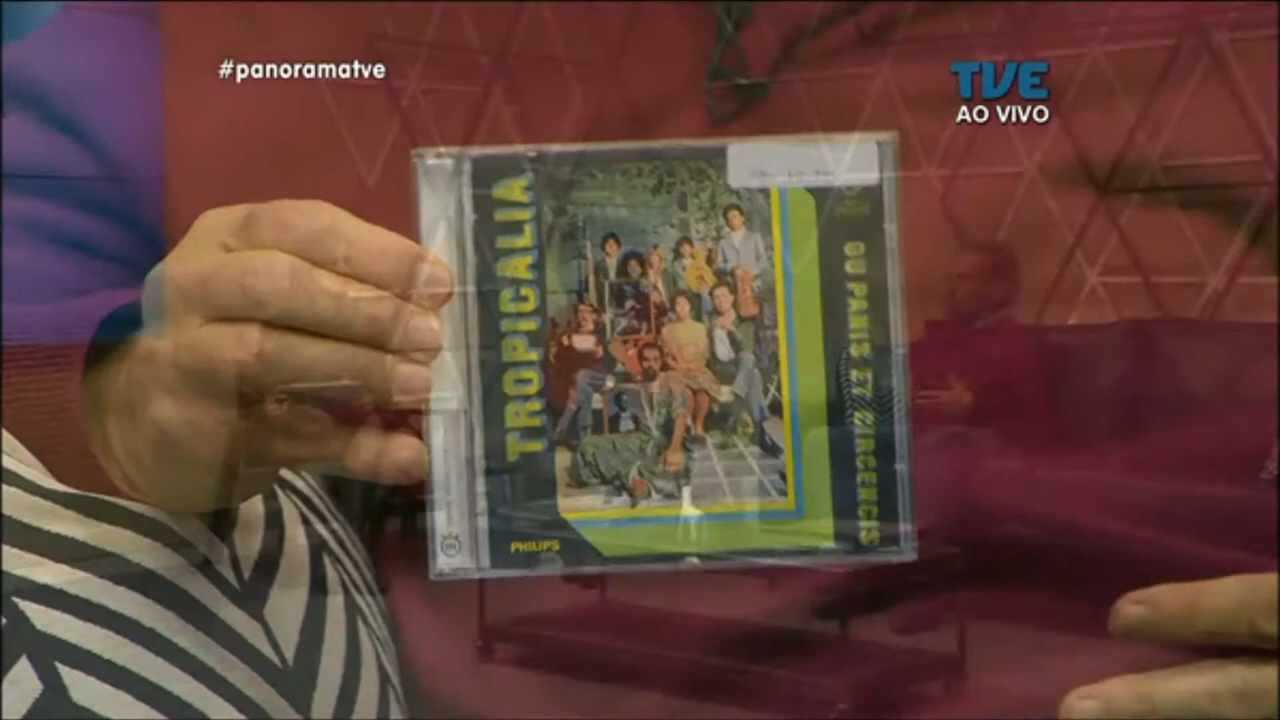 #panoramatve
TVE
AO VIVO
TROPICALIA
OU PANIS ET CIRCENCIS
PHILIPS